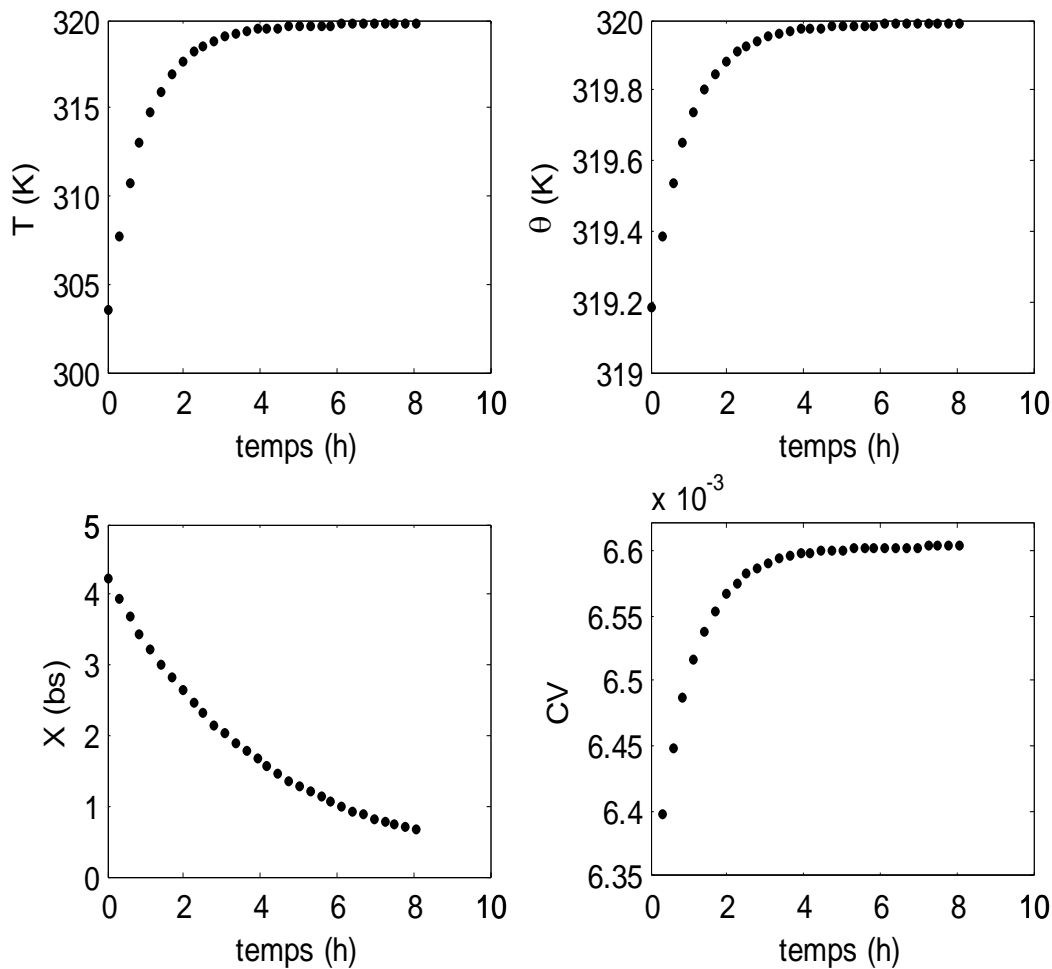 320
315
310
305
300
T (K)
0 2 4 6 8 10
temps (h)
320
319.8
319.6
319.4
319.2
319
θ (K)
0 2 4 6 8 10
temps (h)
5
4
3
2
1
0
X (bs)
0 2 4 6 8 10
temps (h)
x 10-3
6.6
6.55
6.5
6.45
6.4
6.35
CV
0 2 4 6 8 10
temps (h)